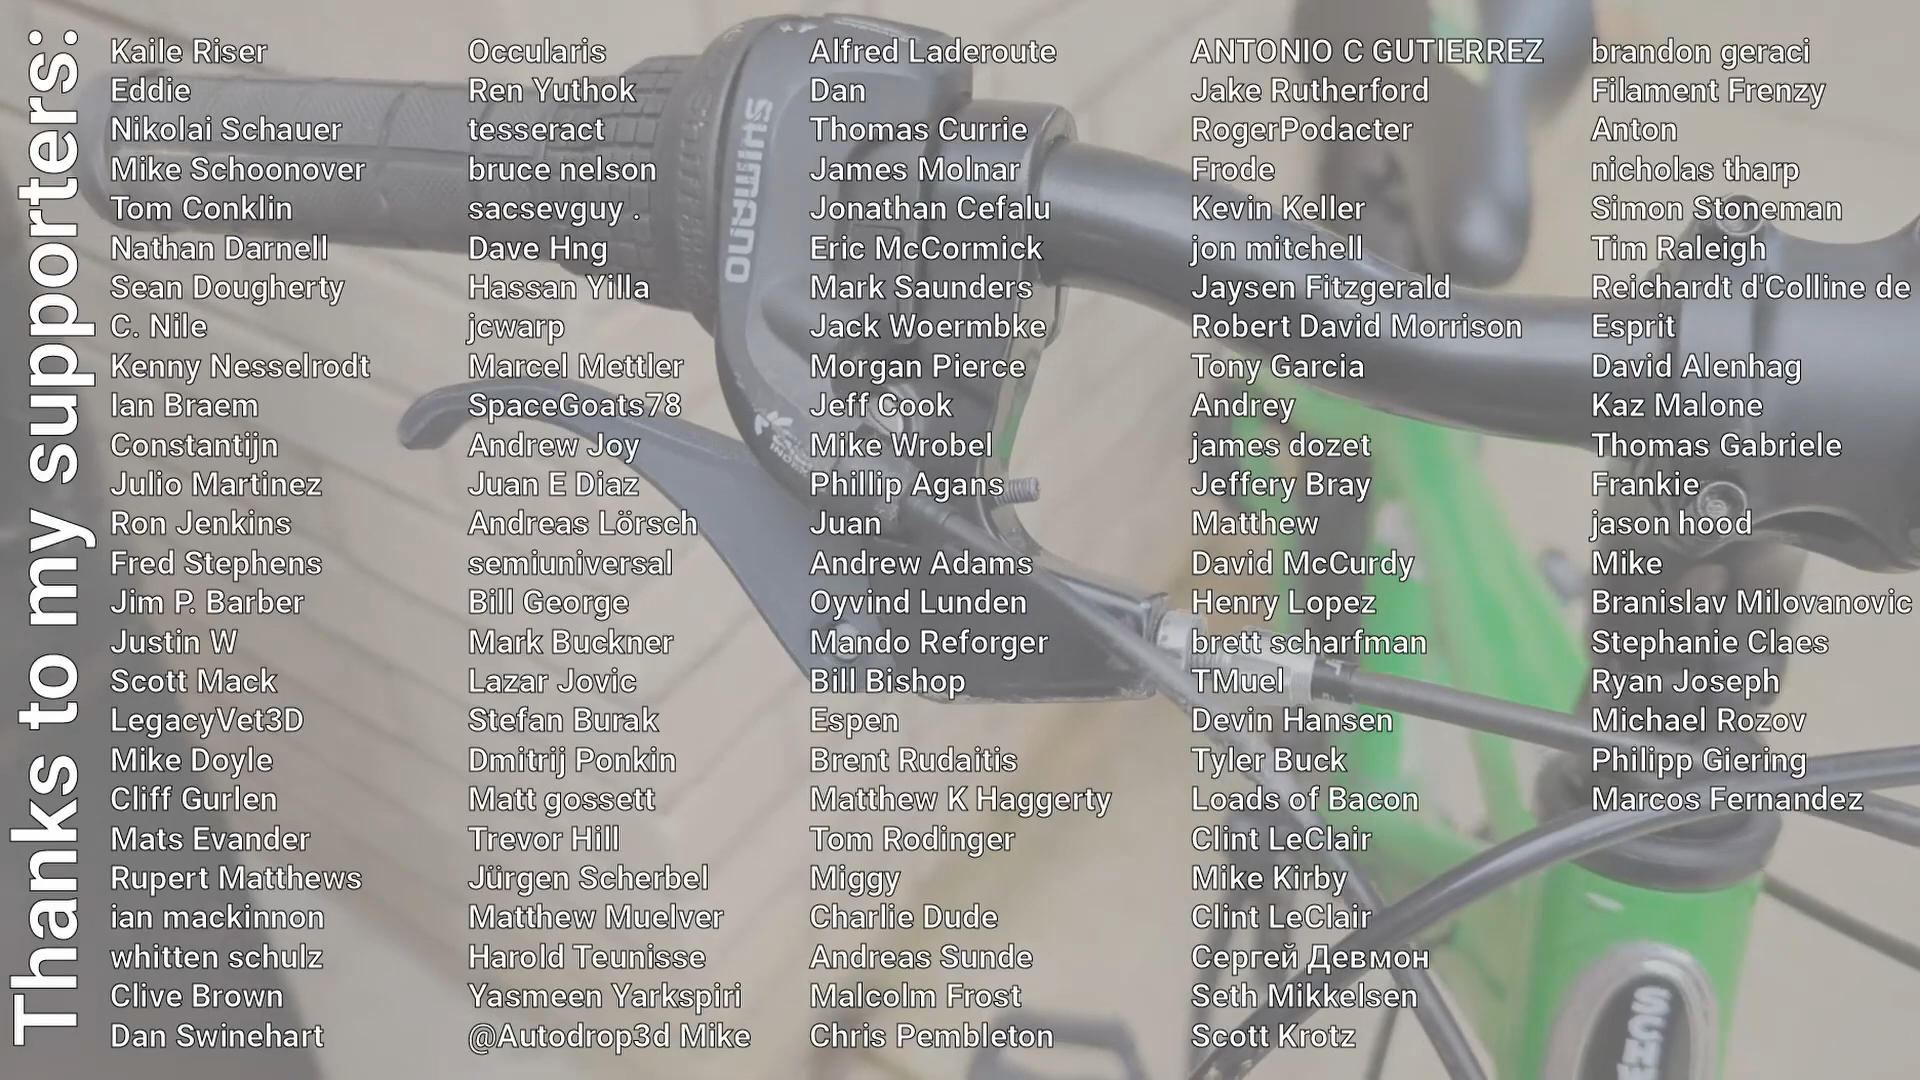 Thanks to my supporters:
Kaile Riser
Eddie
Nikolai Schauer
Mike Schoonover
Tom Conklin
Nathan Darnell
Sean Dougherty
C. Nile
Kenny Nesselrodt
Ian Braem
Constantijn
Julio Martinez
Ron Jenkins
Fred Stephens
Jim P. Barber
Justin W
Scott Mack
LegacyVet3D
Mike Doyle
Cliff Gurlen
Mats Evander
Rupert Matthews
ian mackinnon
whitten schulz
Clive Brown
Dan Swinehart
Occularis
Ren Yuthok
tesseract
bruce nelson
sacsevguy .
Dave Hng
Hassan Yilla
jcwarp
Marcel Mettler
SpaceGoats78
Andrew Joy
Juan E Diaz
Andreas Lörsch
semiuniversal
Bill George
Mark Buckner
Lazar Jovic
Stefan Burak
Dmitrij Ponkin
Matt gossett
Trevor Hill
Jürgen Scherbel
Matthew Muelver
Harold Teunisse
Yasmeen Yarkspiri
@Autodrop3d Mike
Alfred Laderoute
Dan
Thomas Currie
James Molnar
Jonathan Cefalu
Eric McCormick
Mark Saunders
Jack Woermbke
Morgan Pierce
Jeff Cook
Mike Wrobel
Phillip Agans
Juan
Andrew Adams
Oyvind Lunden
Mando Reforger
Bill Bishop
Espen
Brent Rudaitis
Matthew K Haggerty
Tom Rodinger
Miggy
Charlie Dude
Andreas Sunde
Malcolm Frost
Chris Pembleton
ANTONIO C GUTIERREZ
Jake Rutherford
RogerPodacter
Frode
Kevin Keller
jon mitchell
Jaysen Fitzgerald
Robert David Morrison
Tony Garcia
Andrey
james dozet
Jeffery Bray
Matthew
David McCurdy
Henry Lopez
brett scharfman
TMuel
Devin Hansen
Tyler Buck
Loads of Bacon
Clint LeClair
Mike Kirby
Clint LeClair
Сергей Девмон
Seth Mikkelsen
Scott Krotz
brandon geraci
Filament Frenzy
Anton
nicholas tharp
Simon Stoneman
Tim Raleigh
Reichardt d'Colline de
Esprit
David Alenhag
Kaz Malone
Thomas Gabriele
Frankie
jason hood
Mike
Branislav Milovanovic
Stephanie Claes
Ryan Joseph
Michael Rozov
Philipp Giering
Marcos Fernandez
SHIMANO